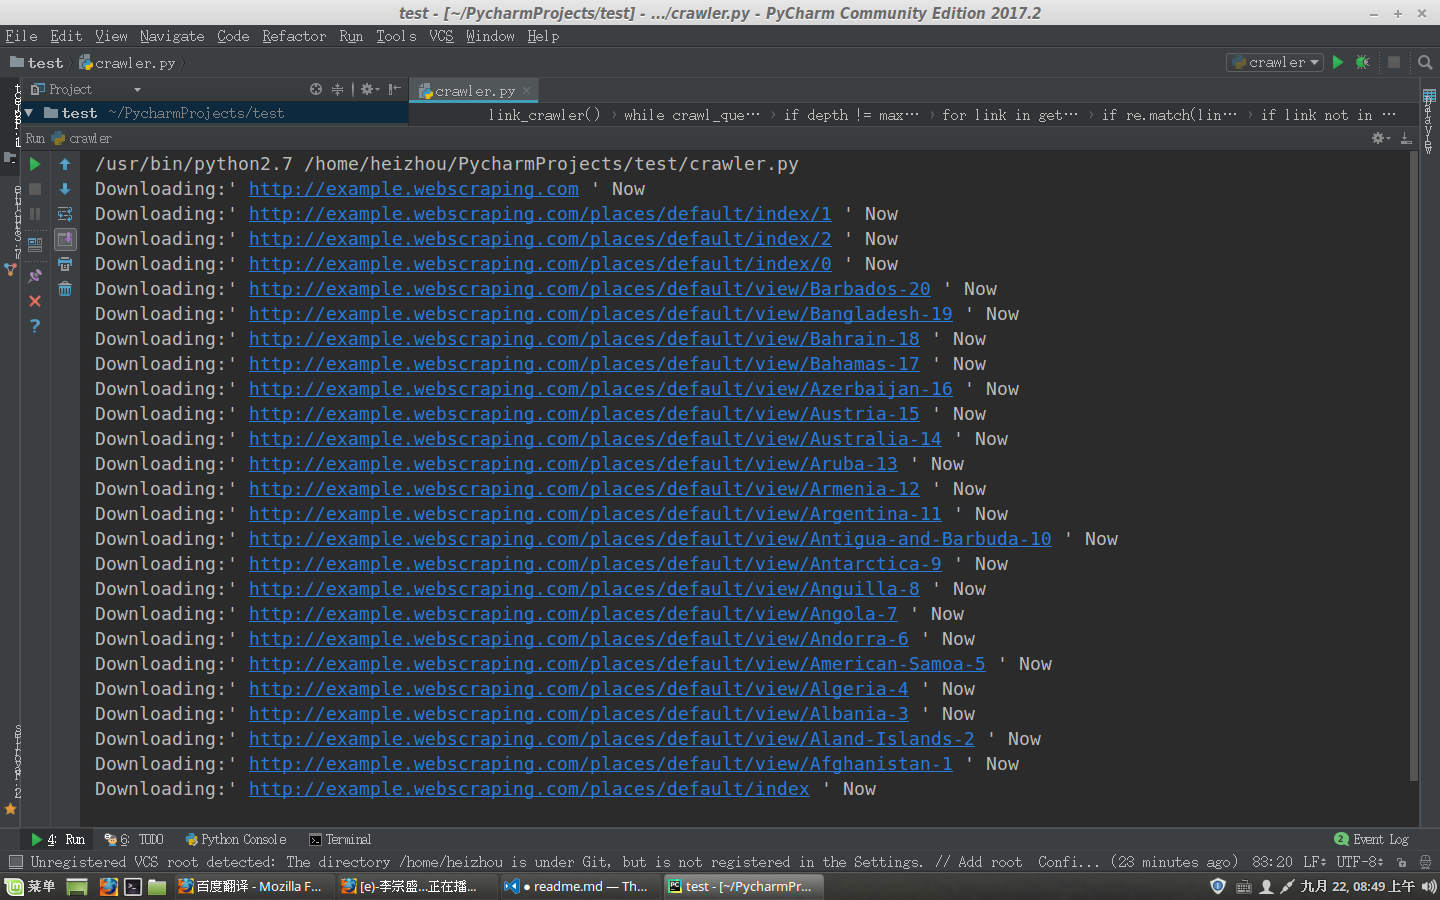 test - [~/PycharmProjects/test] - .../crawler.py - PyCharm Community Edition 2017.2
File Edit View Navigate Code Refactor Run Tools VCS Window Help
test crawler.py crawler
Project crawler.py
test ~/PycharmProjects/test
link_crawler() while crawl_que… if depth != max… for link in get… if re.match(lin… if link not in …
Run crawler
/usr/bin/python2.7 /home/heizhou/PycharmProjects/test/crawler.py
Downloading:' http://example.webscraping.com ' Now
Downloading:' http://example.webscraping.com/places/default/index/1 ' Now
Downloading:' http://example.webscraping.com/places/default/index/2 ' Now
Downloading:' http://example.webscraping.com/places/default/index/0 ' Now
Downloading:' http://example.webscraping.com/places/default/view/Barbados-20 ' Now
Downloading:' http://example.webscraping.com/places/default/view/Bangladesh-19 ' Now
Downloading:' http://example.webscraping.com/places/default/view/Bahrain-18 ' Now
Downloading:' http://example.webscraping.com/places/default/view/Bahamas-17 ' Now
Downloading:' http://example.webscraping.com/places/default/view/Azerbaijan-16 ' Now
Downloading:' http://example.webscraping.com/places/default/view/Austria-15 ' Now
Downloading:' http://example.webscraping.com/places/default/view/Australia-14 ' Now
Downloading:' http://example.webscraping.com/places/default/view/Aruba-13 ' Now
Downloading:' http://example.webscraping.com/places/default/view/Armenia-12 ' Now
Downloading:' http://example.webscraping.com/places/default/view/Argentina-11 ' Now
Downloading:' http://example.webscraping.com/places/default/view/Antigua-and-Barbuda-10 ' Now
Downloading:' http://example.webscraping.com/places/default/view/Antarctica-9 ' Now
Downloading:' http://example.webscraping.com/places/default/view/Anguilla-8 ' Now
Downloading:' http://example.webscraping.com/places/default/view/Angola-7 ' Now
Downloading:' http://example.webscraping.com/places/default/view/Andorra-6 ' Now
Downloading:' http://example.webscraping.com/places/default/view/American-Samoa-5 ' Now
Downloading:' http://example.webscraping.com/places/default/view/Algeria-4 ' Now
Downloading:' http://example.webscraping.com/places/default/view/Albania-3 ' Now
Downloading:' http://example.webscraping.com/places/default/view/Aland-Islands-2 ' Now
Downloading:' http://example.webscraping.com/places/default/view/Afghanistan-1 ' Now
Downloading:' http://example.webscraping.com/places/default/index ' Now
4: Run 6: TODO Python Console Terminal 2 Event Log
Unregistered VCS root detected: The directory /home/heizhou is under Git, but is not registered in the Settings. // Add root Confi... (23 minutes ago) 83:20 LF UTF-8
菜单 百度翻译 - Mozilla F... [e)-李宗盛...正在播... ● readme.md — Th... test - [~/PycharmPr... 九月 22, 08:49 上午